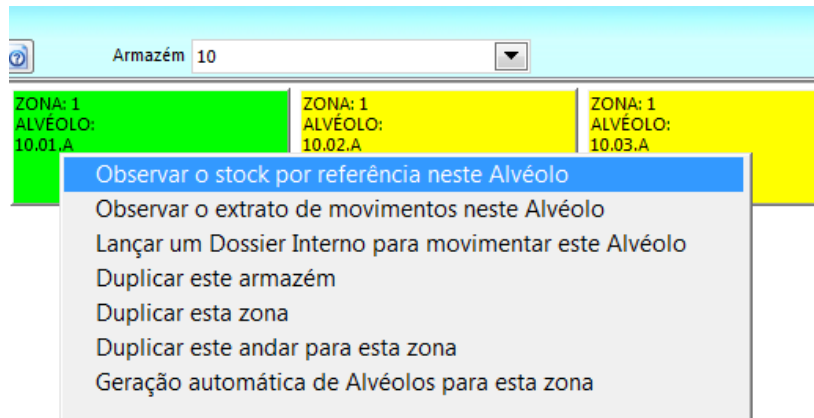 Armazém 10
ZONA: 1
ALVÉOLO:
10.01.A
ZONA: 1
ALVÉOLO:
10.02.A
ZONA: 1
ALVÉOLO:
10.03.A
Observar o stock por referência neste Alvéolo
Observar o extrato de movimentos neste Alvéolo
Lançar um Dossier Interno para movimentar este Alvéolo
Duplicar este armazém
Duplicar esta zona
Duplicar este andar para esta zona
Geração automática de Alvéolos para esta zona